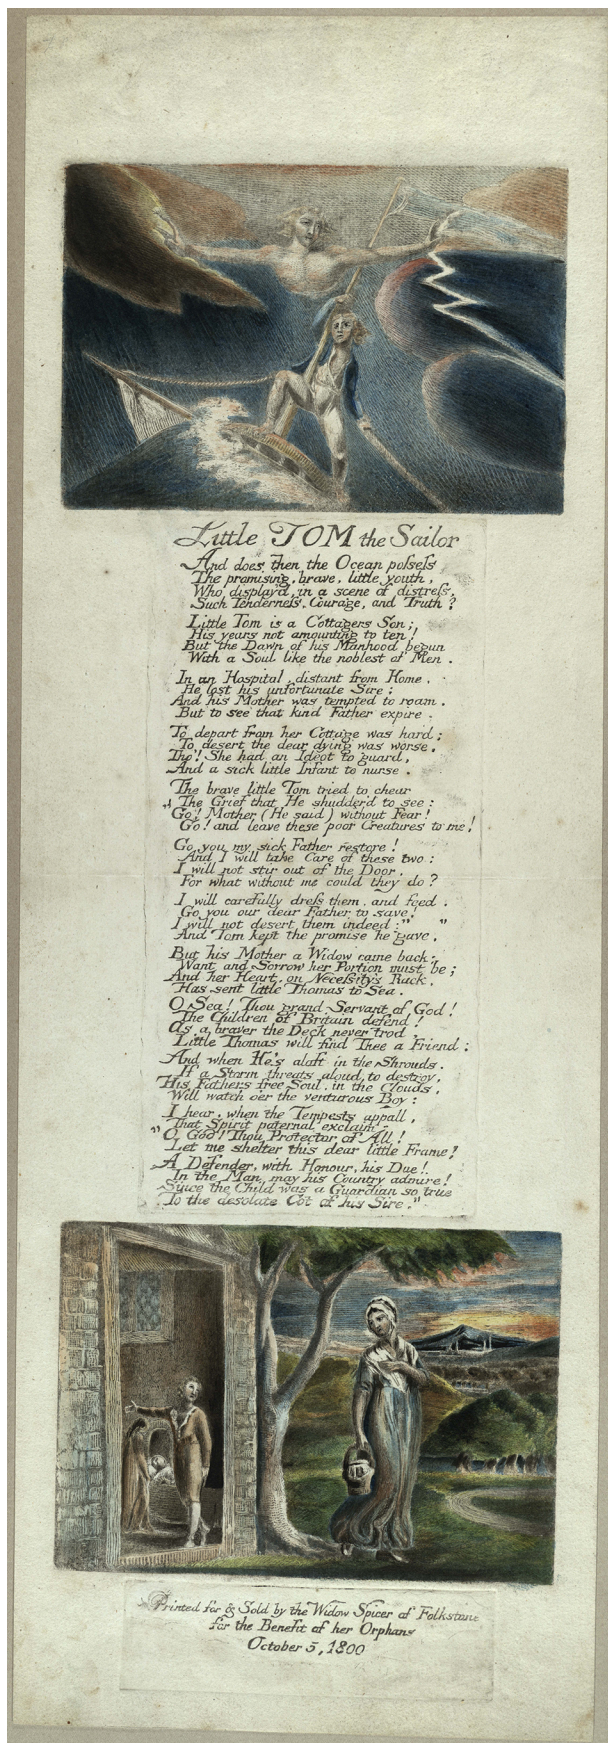 Little TOM the Sailor
And does then the Ocean poſseſs
The promising, brave, little youth,
Who display'd, in a scene of distreſs,
Such Tenderneſs, Courage, and Truth?
Little Tom is a Cottagers Son;
His years not amounting to ten!
But the Dawn of his Manhood begun
With a Soul like the noblest of Men.
In an Hospital, distant from Home,
He lost his unfortunate Sire;
And his Mother was tempted to roam,
But to see that kind Father expire.
To depart from her Cottage was hard;
To desert the dear dying was worse,
Tho'! She had an Ideot to guard,
And a sick little Infant to nurse.
The brave little Tom tried to chear
The Grief that He shudder'd to see:
„Go! Mother (He said) without Fear!
Go! and leave these poor Creatures to me!
Go you my sick Father restore!
And I will take Care of these two:
I will not stir out of the Door,
For what without me could they do?
I will carefully dreſs them, and feed,
Go you our dear Father to save,
I will not desert them indeed:"
And Tom kept the promise he gave.
But his Mother a Widow came back:
Want and Sorrow her Portion must be;
And her Heart, on Neceſsity's Rack,
Has sent little Thomas to Sea.
O Sea! Thou grand Servant of God!
The Children of Britain defend!
As a braver the Deck never trod;
Little Thomas will find Thee a Friend:
And when He's aloft in the Shrouds,
If a Storm threats aloud, to destroy,
His Fathers free Soul, in the Clouds,
Will watch o'er the venturous Boy:
I hear, when the Tempests appall,
That Spirit paternal exclaim,
„O God! Thou Protector of All!
Let me shelter this dear little Frame!
A Defender, with Honour, his Due!
In the Man, may his Country admire!
Since the Child was a Guardian so true
To the desolate Cot of his Sire."
Printed for & Sold by the Widow Spicer of Folkstone
for the Benefit of her Orphans
October 5, 1800